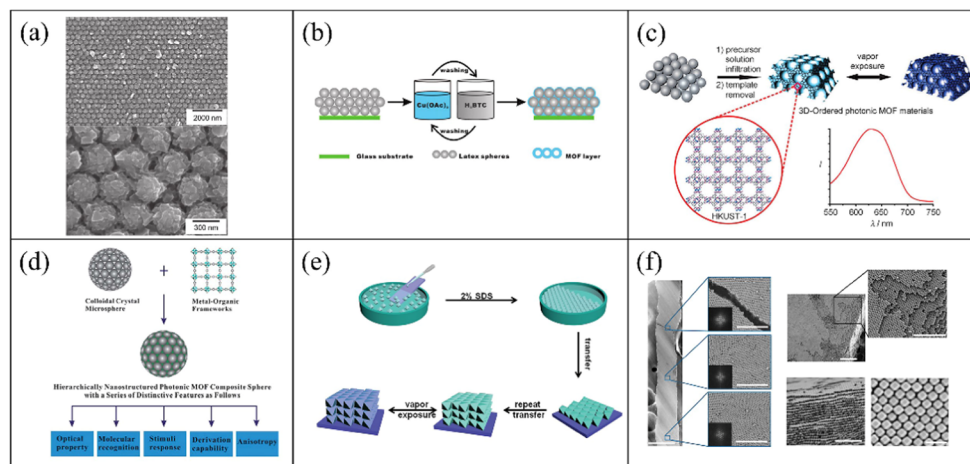 (a)
2000 nm
300 nm
(b)
washing
Cu(OAc)₂
H₃BTC
washing
Glass substrate
Latex spheres
MOF layer
(c)
1) precursor
solution
infiltration
2) template
removal
vapor
exposure
3D-Ordered photonic MOF materials
HKUST-1
I
550 600 650 700 750
λ / nm
(d)
+
Colloidal Crystal
Microsphere
Metal-Organic
Frameworks
Hierarchically Nanostructured Photonic MOF Composite Sphere
with a Series of Distinctive Features as Follows
Optical
property
Molecular
recognition
Stimuli
response
Derivation
capability
Anisotropy
(e)
2% SDS
transfer
repeat
transfer
vapor
exposure
(f)